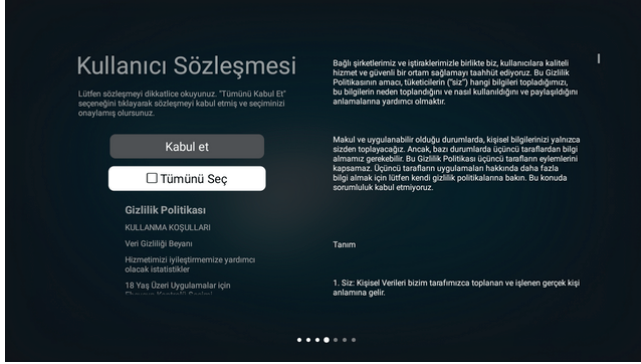 Kullanıcı Sözleşmesi
Lütfen sözleşmeyi dikkatlice okuyunuz. "Tümünü Kabul Et"
seçeneğini tıklayarak sözleşmeyi kabul etmiş ve seçiminizi
onaylamış olursunuz.
Kabul et
Tümünü Seç
Gizlilik Politikası
KULLANMA KOŞULLARI
Veri Gizliliği Beyanı
Hizmetimizi iyileştirmemize yardımcı
olacak istatistikler
18 Yaş Üzeri Uygulamalar için
Bağlı şirketlerimiz ve iştiraklerimizle birlikte biz, kullanıcılara kaliteli
hizmet ve güvenli bir ortam sağlamayı taahhüt ediyoruz. Bu Gizlilik
Politikasının amacı, tüketicilerin ("siz") hangi bilgileri topladığımızı,
bu bilgilerin neden toplandığını ve nasıl kullanıldığını ve paylaşıldığını
anlamalarına yardımcı olmaktır.
Makul ve uygulanabilir olduğu durumlarda, kişisel bilgilerinizi yalnızca
sizden toplayacağız. Ancak, bazı durumlarda üçüncü taraflardan bilgi
almamız gerekebilir. Bu Gizlilik Politikası üçüncü tarafların eylemlerini
kapsamaz. Üçüncü tarafların uygulamaları hakkında daha fazla
bilgi almak için lütfen kendi gizlilik politikalarına bakın. Bu konuda
sorumluluk kabul etmiyoruz.
Tanım
1. Siz: Kişisel Verileri bizim tarafımızca toplanan ve işlenen gerçek kişi
anlamına gelir.